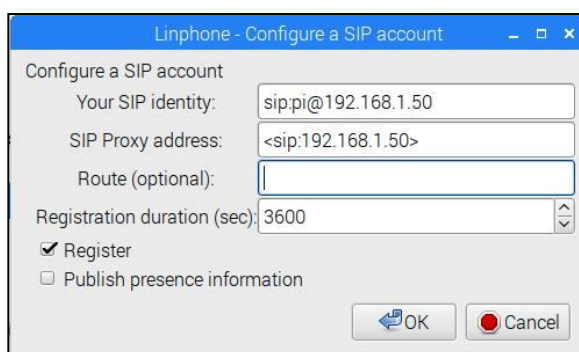 Linphone - Configure a SIP account
Configure a SIP account
Your SIP identity: sip:pi@192.168.1.50
SIP Proxy address: <sip:192.168.1.50>
Route (optional):
Registration duration (sec): 3600
Register
Publish presence information
OK Cancel